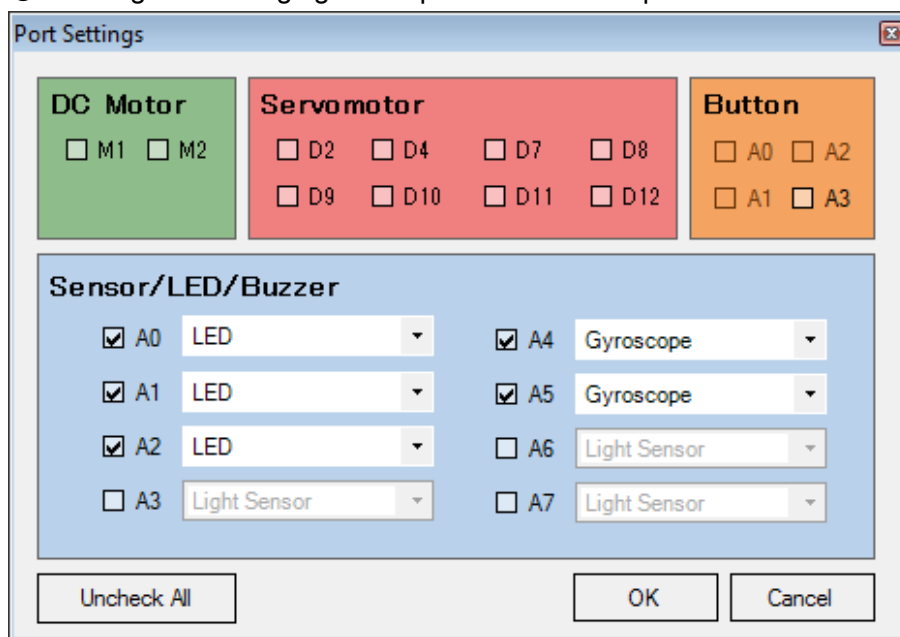 Port Settings
DC Motor
M1 M2
Servomotor
D2 D4 D7 D8
D9 D10 D11 D12
Button
A0 A2
A1 A3
Sensor/LED/Buzzer
A0 LED
A1 LED
A2 LED
A3 Light Sensor
A4 Gyroscope
A5 Gyroscope
A6 Light Sensor
A7 Light Sensor
Uncheck All
OK
Cancel